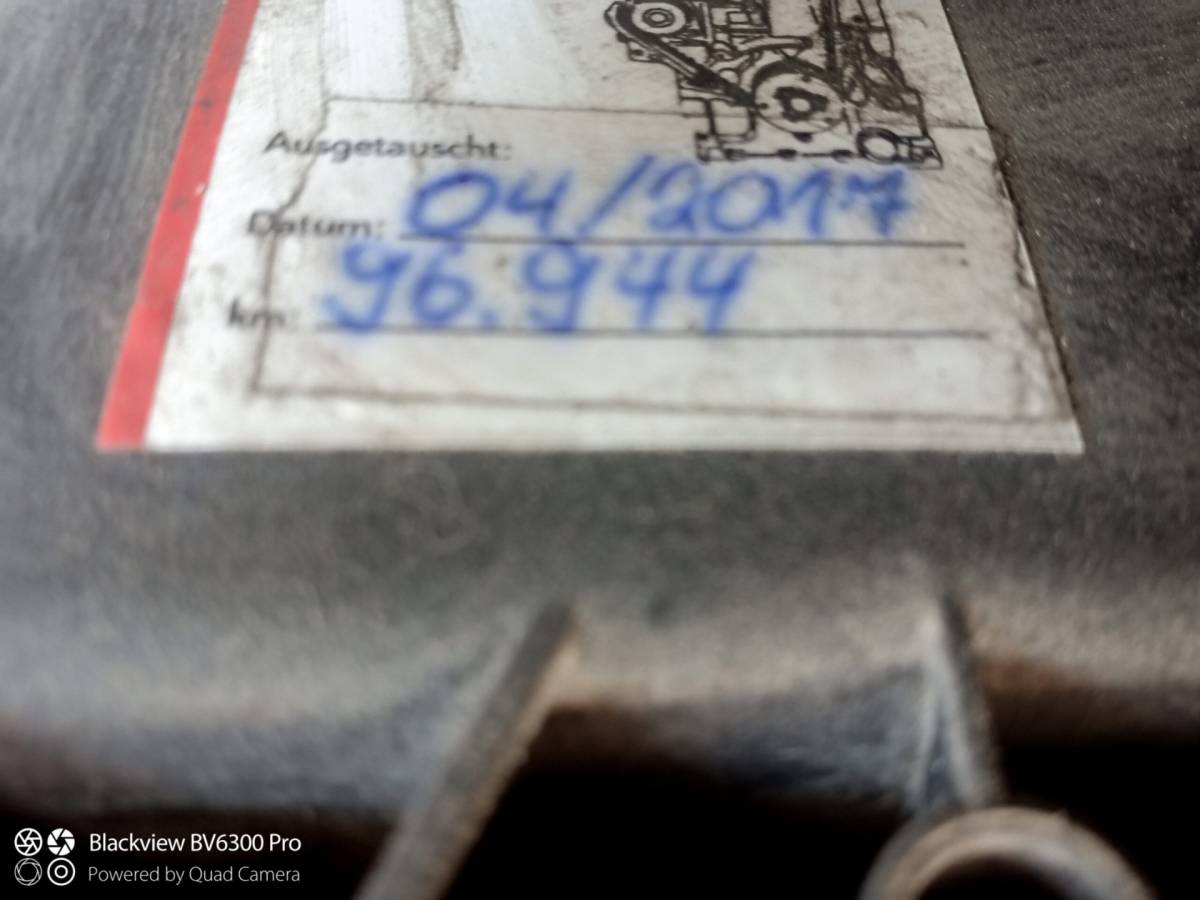 Ausgetauscht:
Datum: 04/2017
km: 96.944
Blackview BV6300 Pro
Powered by Quad Camera